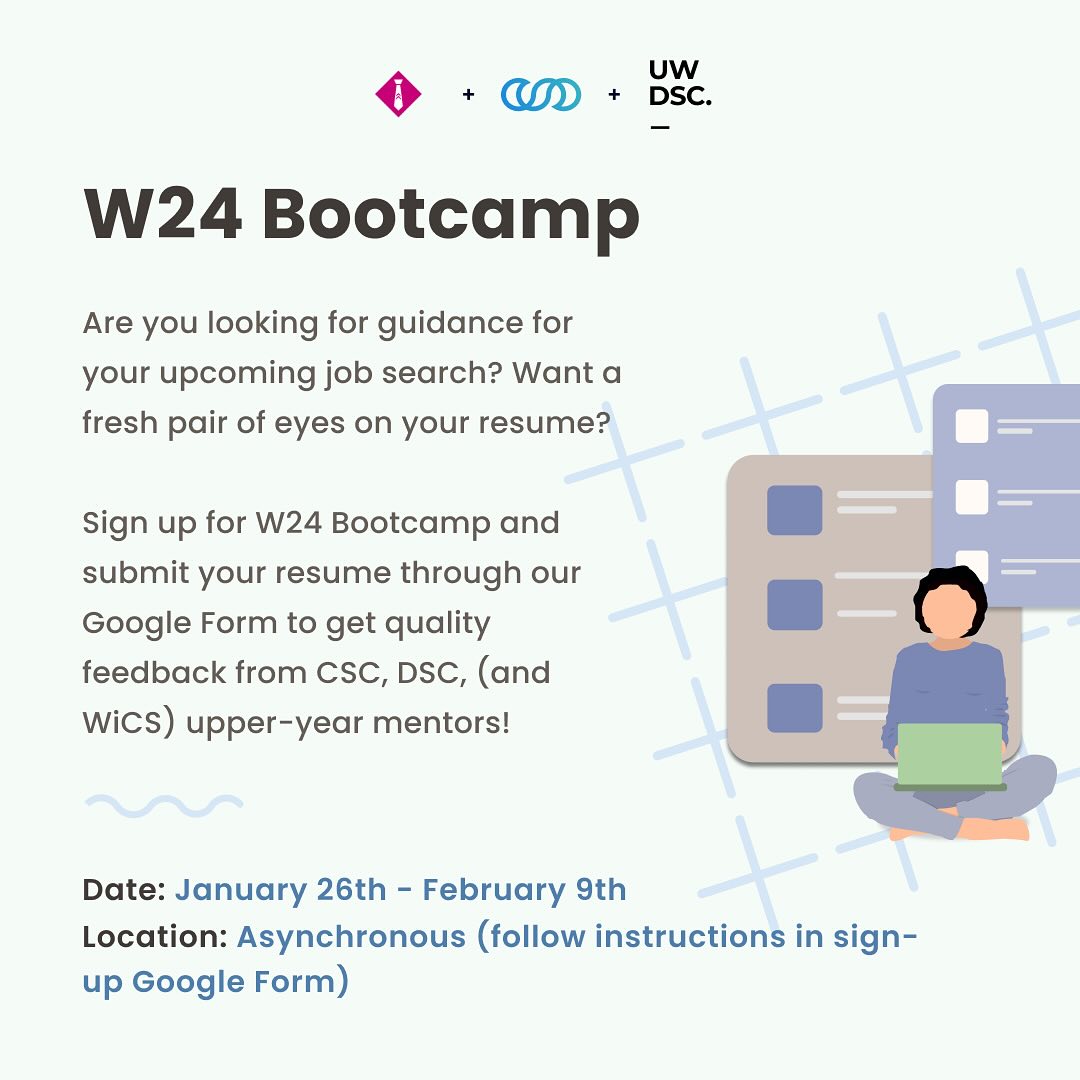 + + UW
DSC.
W24 Bootcamp
Are you looking for guidance for
your upcoming job search? Want a
fresh pair of eyes on your resume?
Sign up for W24 Bootcamp and
submit your resume through our
Google Form to get quality
feedback from CSC, DSC, (and
WiCS) upper-year mentors!
Date: January 26th - February 9th
Location: Asynchronous (follow instructions in sign-
up Google Form)